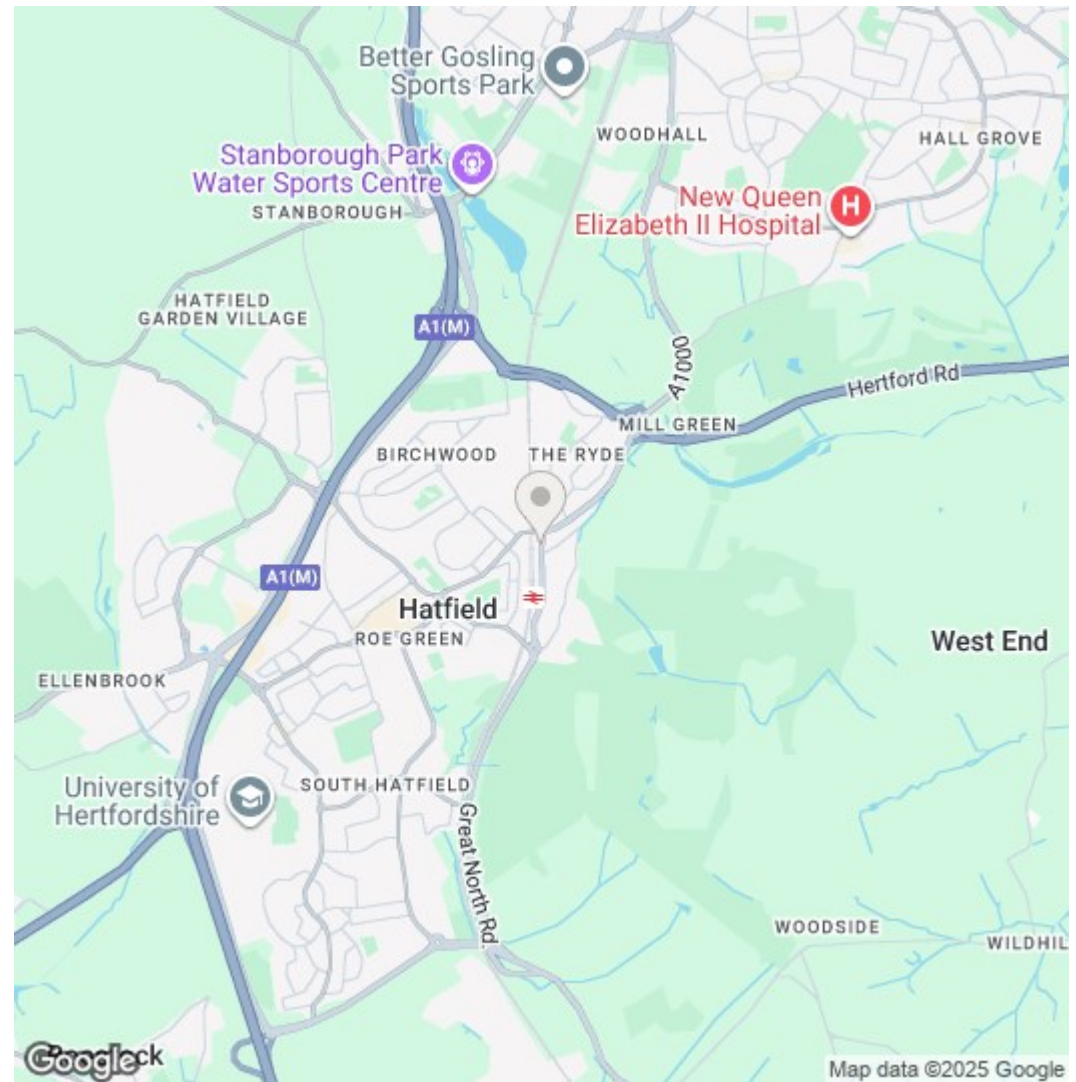 Better Gosling
Sports Park
WOODHALL
HALL GROVE
Stanborough Park
Water Sports Centre
STANBOROUGH
New Queen
Elizabeth II Hospital
H
HATFIELD
GARDEN VILLAGE
A1(M)
A1000
Hertford Rd
MILL GREEN
BIRCHWOOD
THE RYDE
A1(M)
Hatfield
ROE GREEN
West End
ELLENBROOK
University of
Hertfordshire
SOUTH HATFIELD
Great North Rd
WOODSIDE
WILDHIL
Google
Map data ©2025 Google